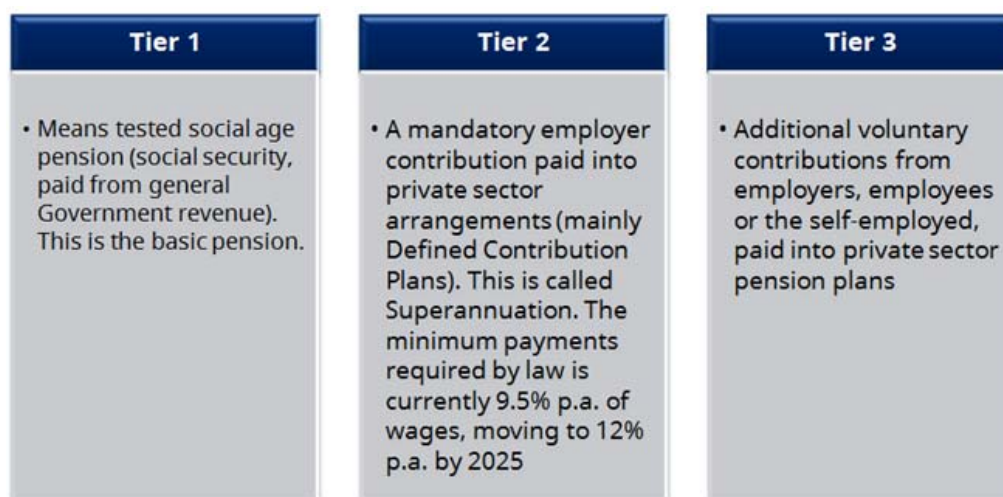 Tier 1
• Means tested social age
pension (social security,
paid from general
Government revenue).
This is the basic pension.
Tier 2
• A mandatory employer
contribution paid into
private sector
arrangements (mainly
Defined Contribution
Plans). This is called
Superannuation. The
minimum payments
required by law is
currently 9.5% p.a. of
wages, moving to 12%
p.a. by 2025
Tier 3
• Additional voluntary
contributions from
employers, employees
or the self-employed,
paid into private sector
pension plans